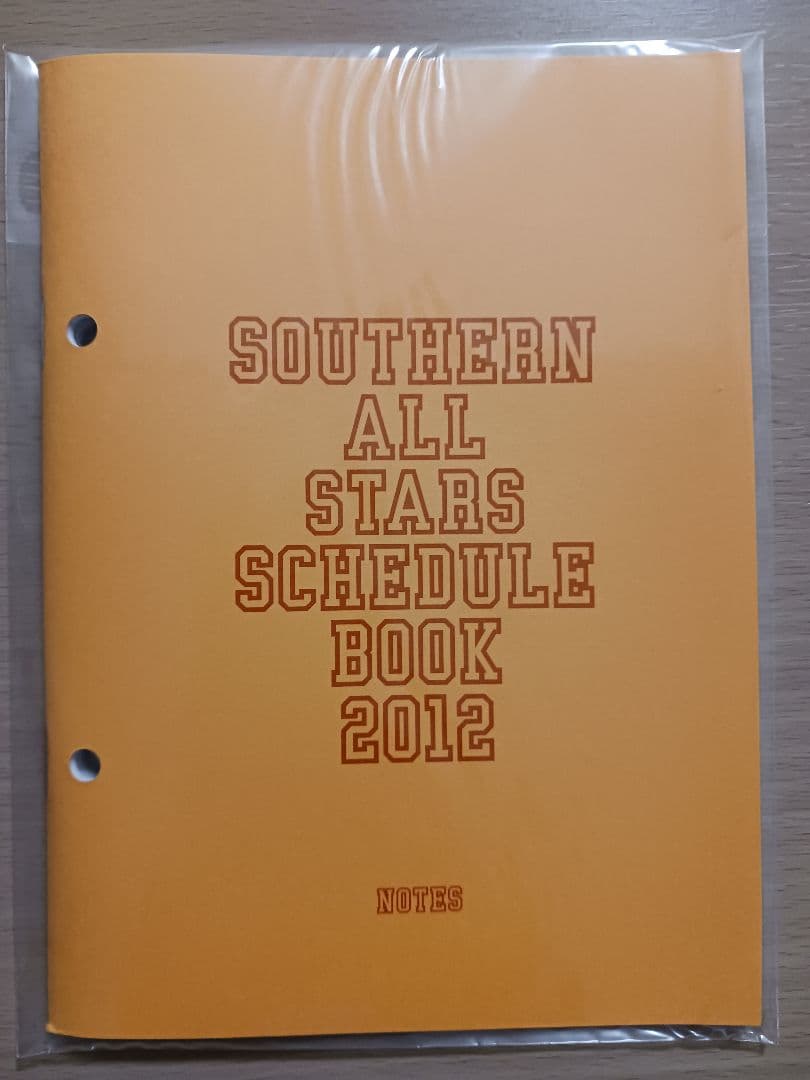 SOUTHERN
ALL
STARS
SCHEDULE
BOOK
2012
NOTES